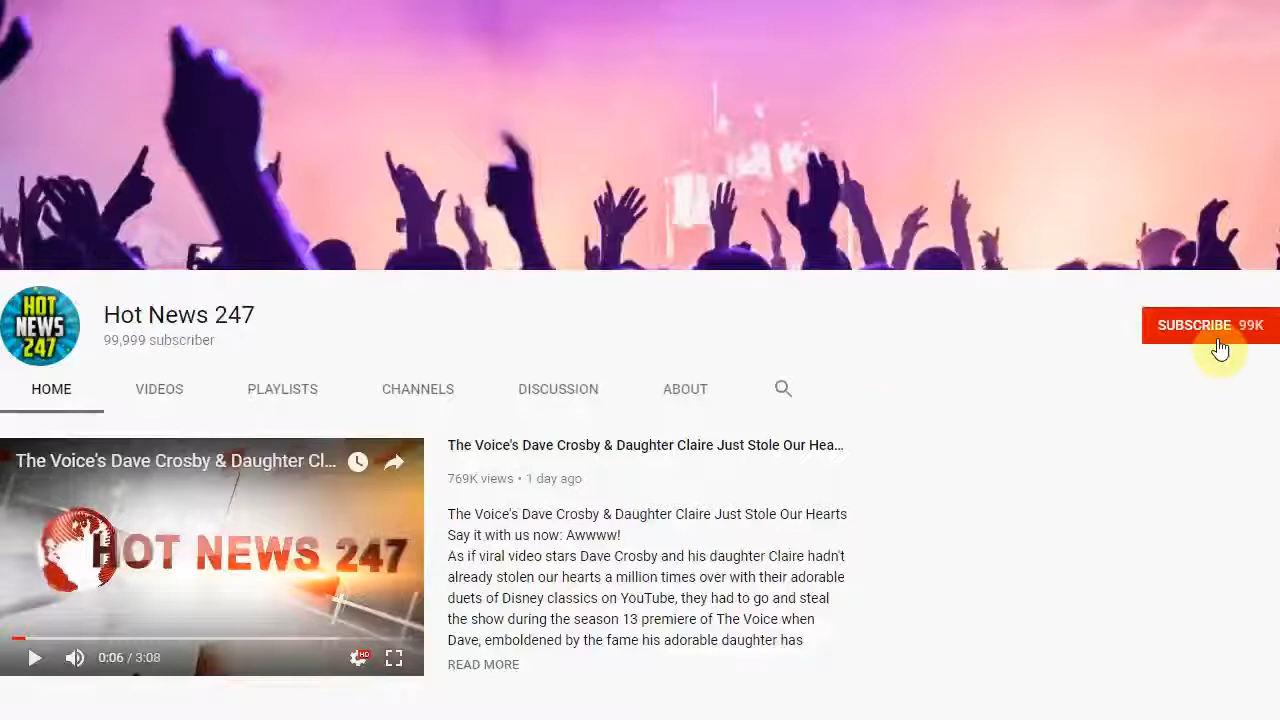 HOT
NEWS
247
Hot News 247
99,999 subscriber
SUBSCRIBE 99K
HOME VIDEOS PLAYLISTS CHANNELS DISCUSSION ABOUT
The Voice's Dave Crosby & Daughter Cl...
HOT NEWS 247
0:06 / 3:08
HD
The Voice's Dave Crosby & Daughter Claire Just Stole Our Hea...
769K views • 1 day ago
The Voice's Dave Crosby & Daughter Claire Just Stole Our Hearts
Say it with us now: Awwww!
As if viral video stars Dave Crosby and his daughter Claire hadn't
already stolen our hearts a million times over with their adorable
duets of Disney classics on YouTube, they had to go and steal
the show during the season 13 premiere of The Voice when
Dave, emboldened by the fame his adorable daughter has
READ MORE